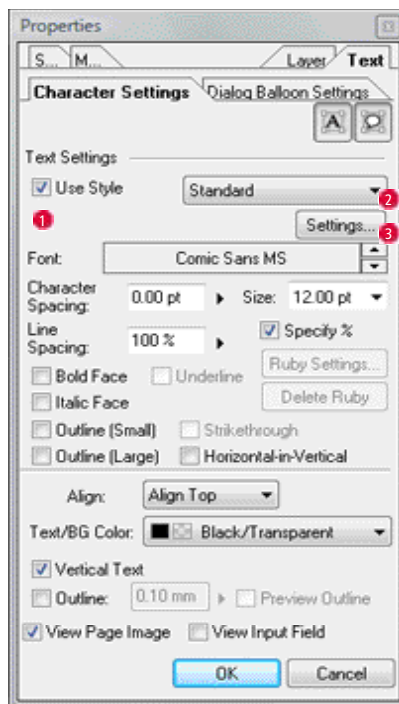 Properties
S... M... Layer Text
Character Settings Dialog Balloon Settings
A
Text Settings
Use Style Standard
2
1
3
Settings...
Font: Comic Sans MS
Character Spacing: 0.00 pt Size: 12.00 pt
Line Spacing: 100 % Specify %
Ruby Settings...
Bold Face Underline
Italic Face Delete Ruby
Outline (Small) Strikethrough
Outline (Large) Horizontal-in-Vertical
Align: Align Top
Text/BG Color: Black/Transparent
Vertical Text
Outline: 0.10 mm Preview Outline
View Page Image View Input Field
OK Cancel